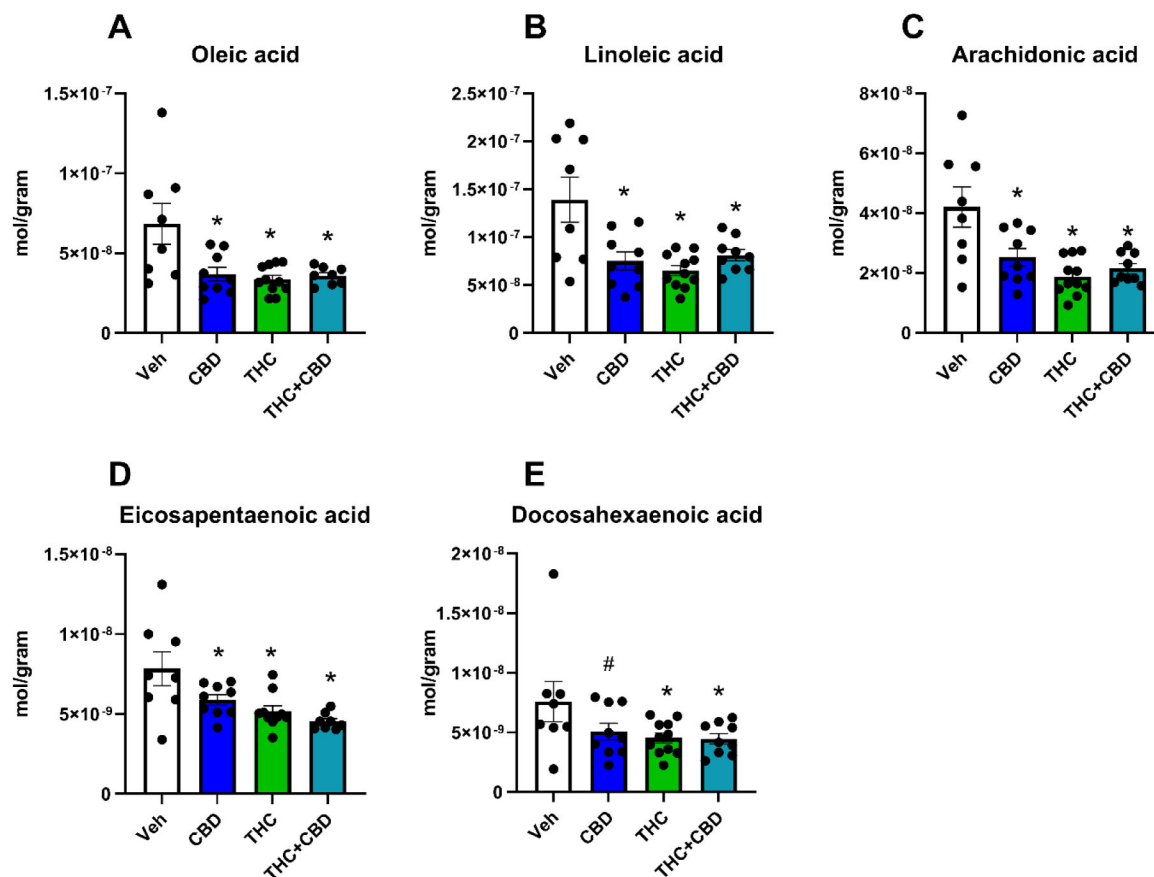 A
Oleic acid
1.5×10⁻⁷
1×10⁻⁷
5×10⁻⁸
0
mol/gram
*
*
*
Veh
CBD
THC
THC+CBD
B
Linoleic acid
2.5×10⁻⁷
2×10⁻⁷
1.5×10⁻⁷
1×10⁻⁷
5×10⁻⁸
0
mol/gram
*
*
*
Veh
CBD
THC
THC+CBD
C
Arachidonic acid
8×10⁻⁸
6×10⁻⁸
4×10⁻⁸
2×10⁻⁸
0
mol/gram
*
*
*
Veh
CBD
THC
THC+CBD
D
Eicosapentaenoic acid
1.5×10⁻⁸
1×10⁻⁸
5×10⁻⁹
0
mol/gram
*
*
*
Veh
CBD
THC
THC+CBD
E
Docosahexaenoic acid
2×10⁻⁸
1.5×10⁻⁸
1×10⁻⁸
5×10⁻⁹
0
mol/gram
#
*
*
Veh
CBD
THC
THC+CBD